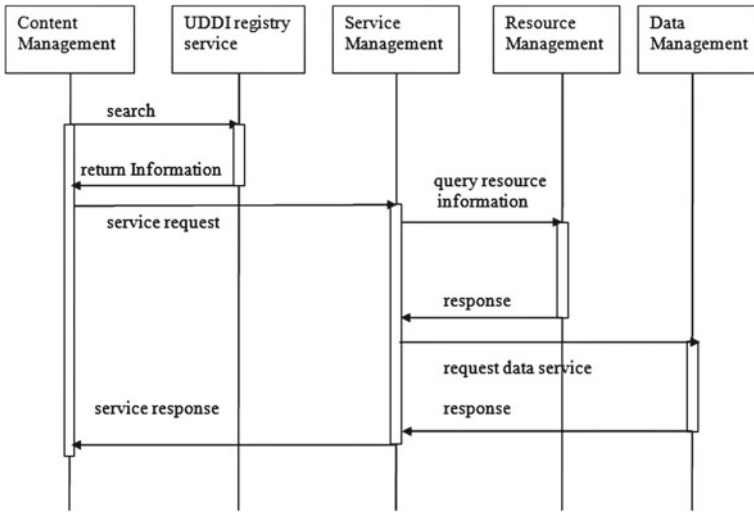 Content
Management
UDDI registry
service
Service
Management
Resource
Management
Data
Management
search
return Information
query resource
information
service request
response
request data service
service response
response